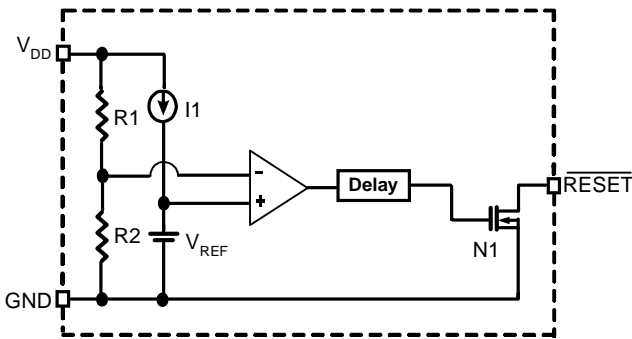 VDD
R1
I1
-
+
Delay
RESET
R2
VREF
N1
GND